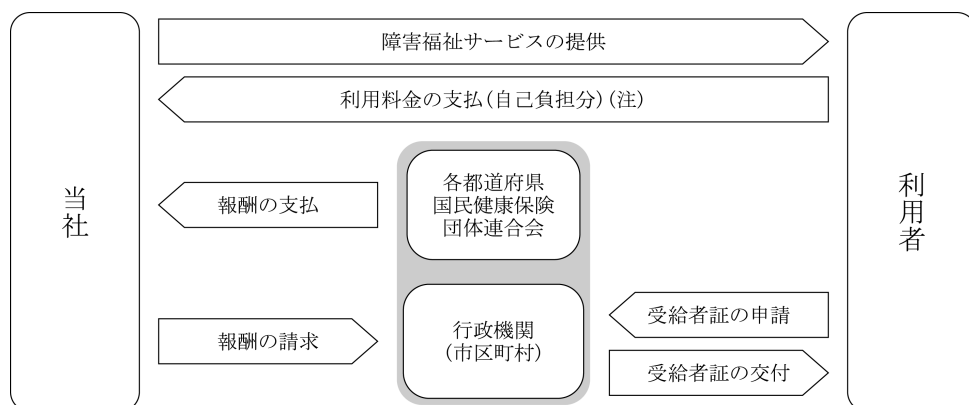 障害福祉サービスの提供
利用料金の支払(自己負担分)(注)
当社
報酬の支払
各都道府県
国民健康保険
団体連合会
利用者
報酬の請求
行政機関
(市区町村)
受給者証の申請
受給者証の交付